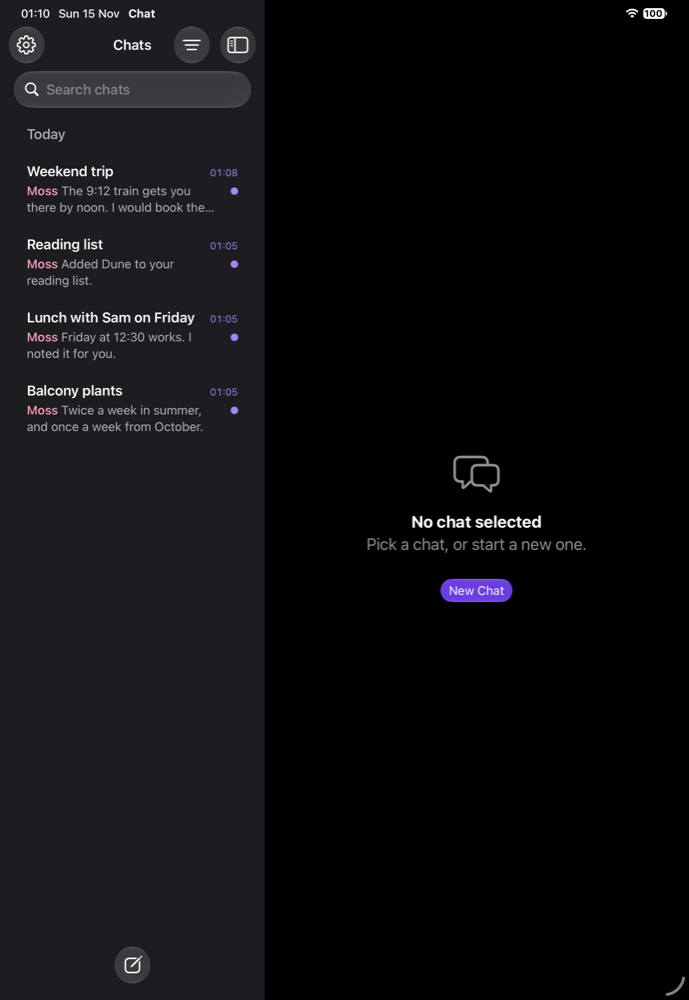 01:10 Sun 15 Nov Chat
100
Chats
Search chats
Today
Weekend trip 01:08
Moss The 9:12 train gets you
there by noon. I would book the...
Reading list 01:05
Moss Added Dune to your
reading list.
Lunch with Sam on Friday 01:05
Moss Friday at 12:30 works. I
noted it for you.
Balcony plants 01:05
Moss Twice a week in summer,
and once a week from October.
No chat selected
Pick a chat, or start a new one.
New Chat